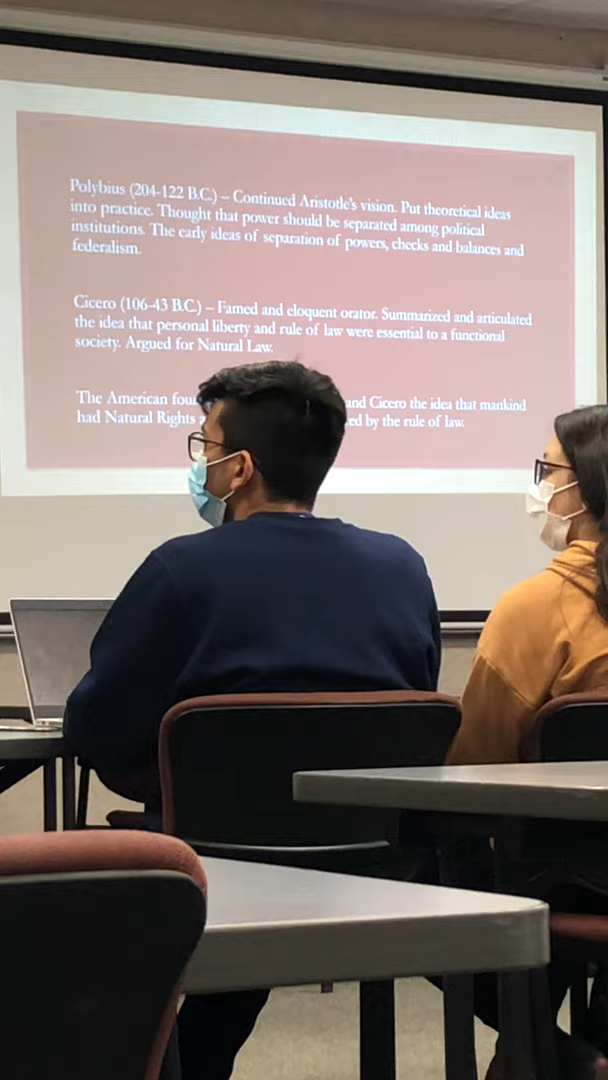 Polybius (204-122 B.C.) – Continued Aristotle's vision. Put theoretical ideas
into practice. Thought that power should be separated among political
institutions. The early ideas of separation of powers, checks and balances and
federalism.
Cicero (106-43 B.C.) – Famed and eloquent orator. Summarized and articulated
the idea that personal liberty and rule of law were essential to a functional
society. Argued for Natural Law.
The American and Cicero the idea that mankind
had Natural Rights by the rule of law.